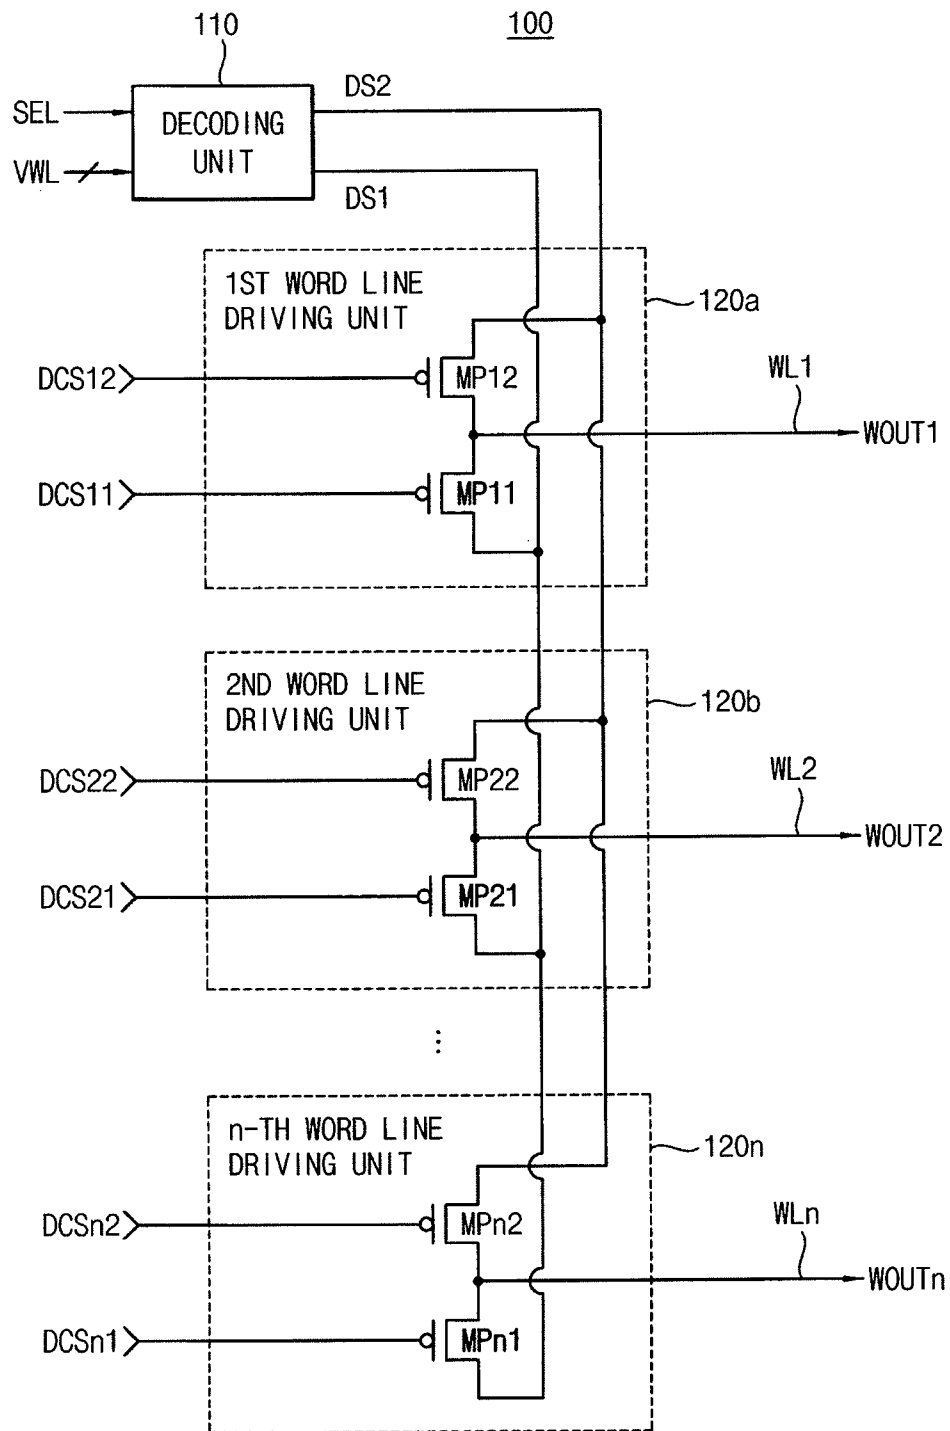 110
100
SEL
VWL
DECODING
UNIT
DS2
DS1
1ST WORD LINE
DRIVING UNIT
120a
DCS12
MP12
WL1
WOUT1
DCS11
MP11
2ND WORD LINE
DRIVING UNIT
120b
DCS22
MP22
WL2
WOUT2
DCS21
MP21
⋮
n-TH WORD LINE
DRIVING UNIT
120n
DCSn2
MPn2
WLn
WOUTn
DCSn1
MPn1